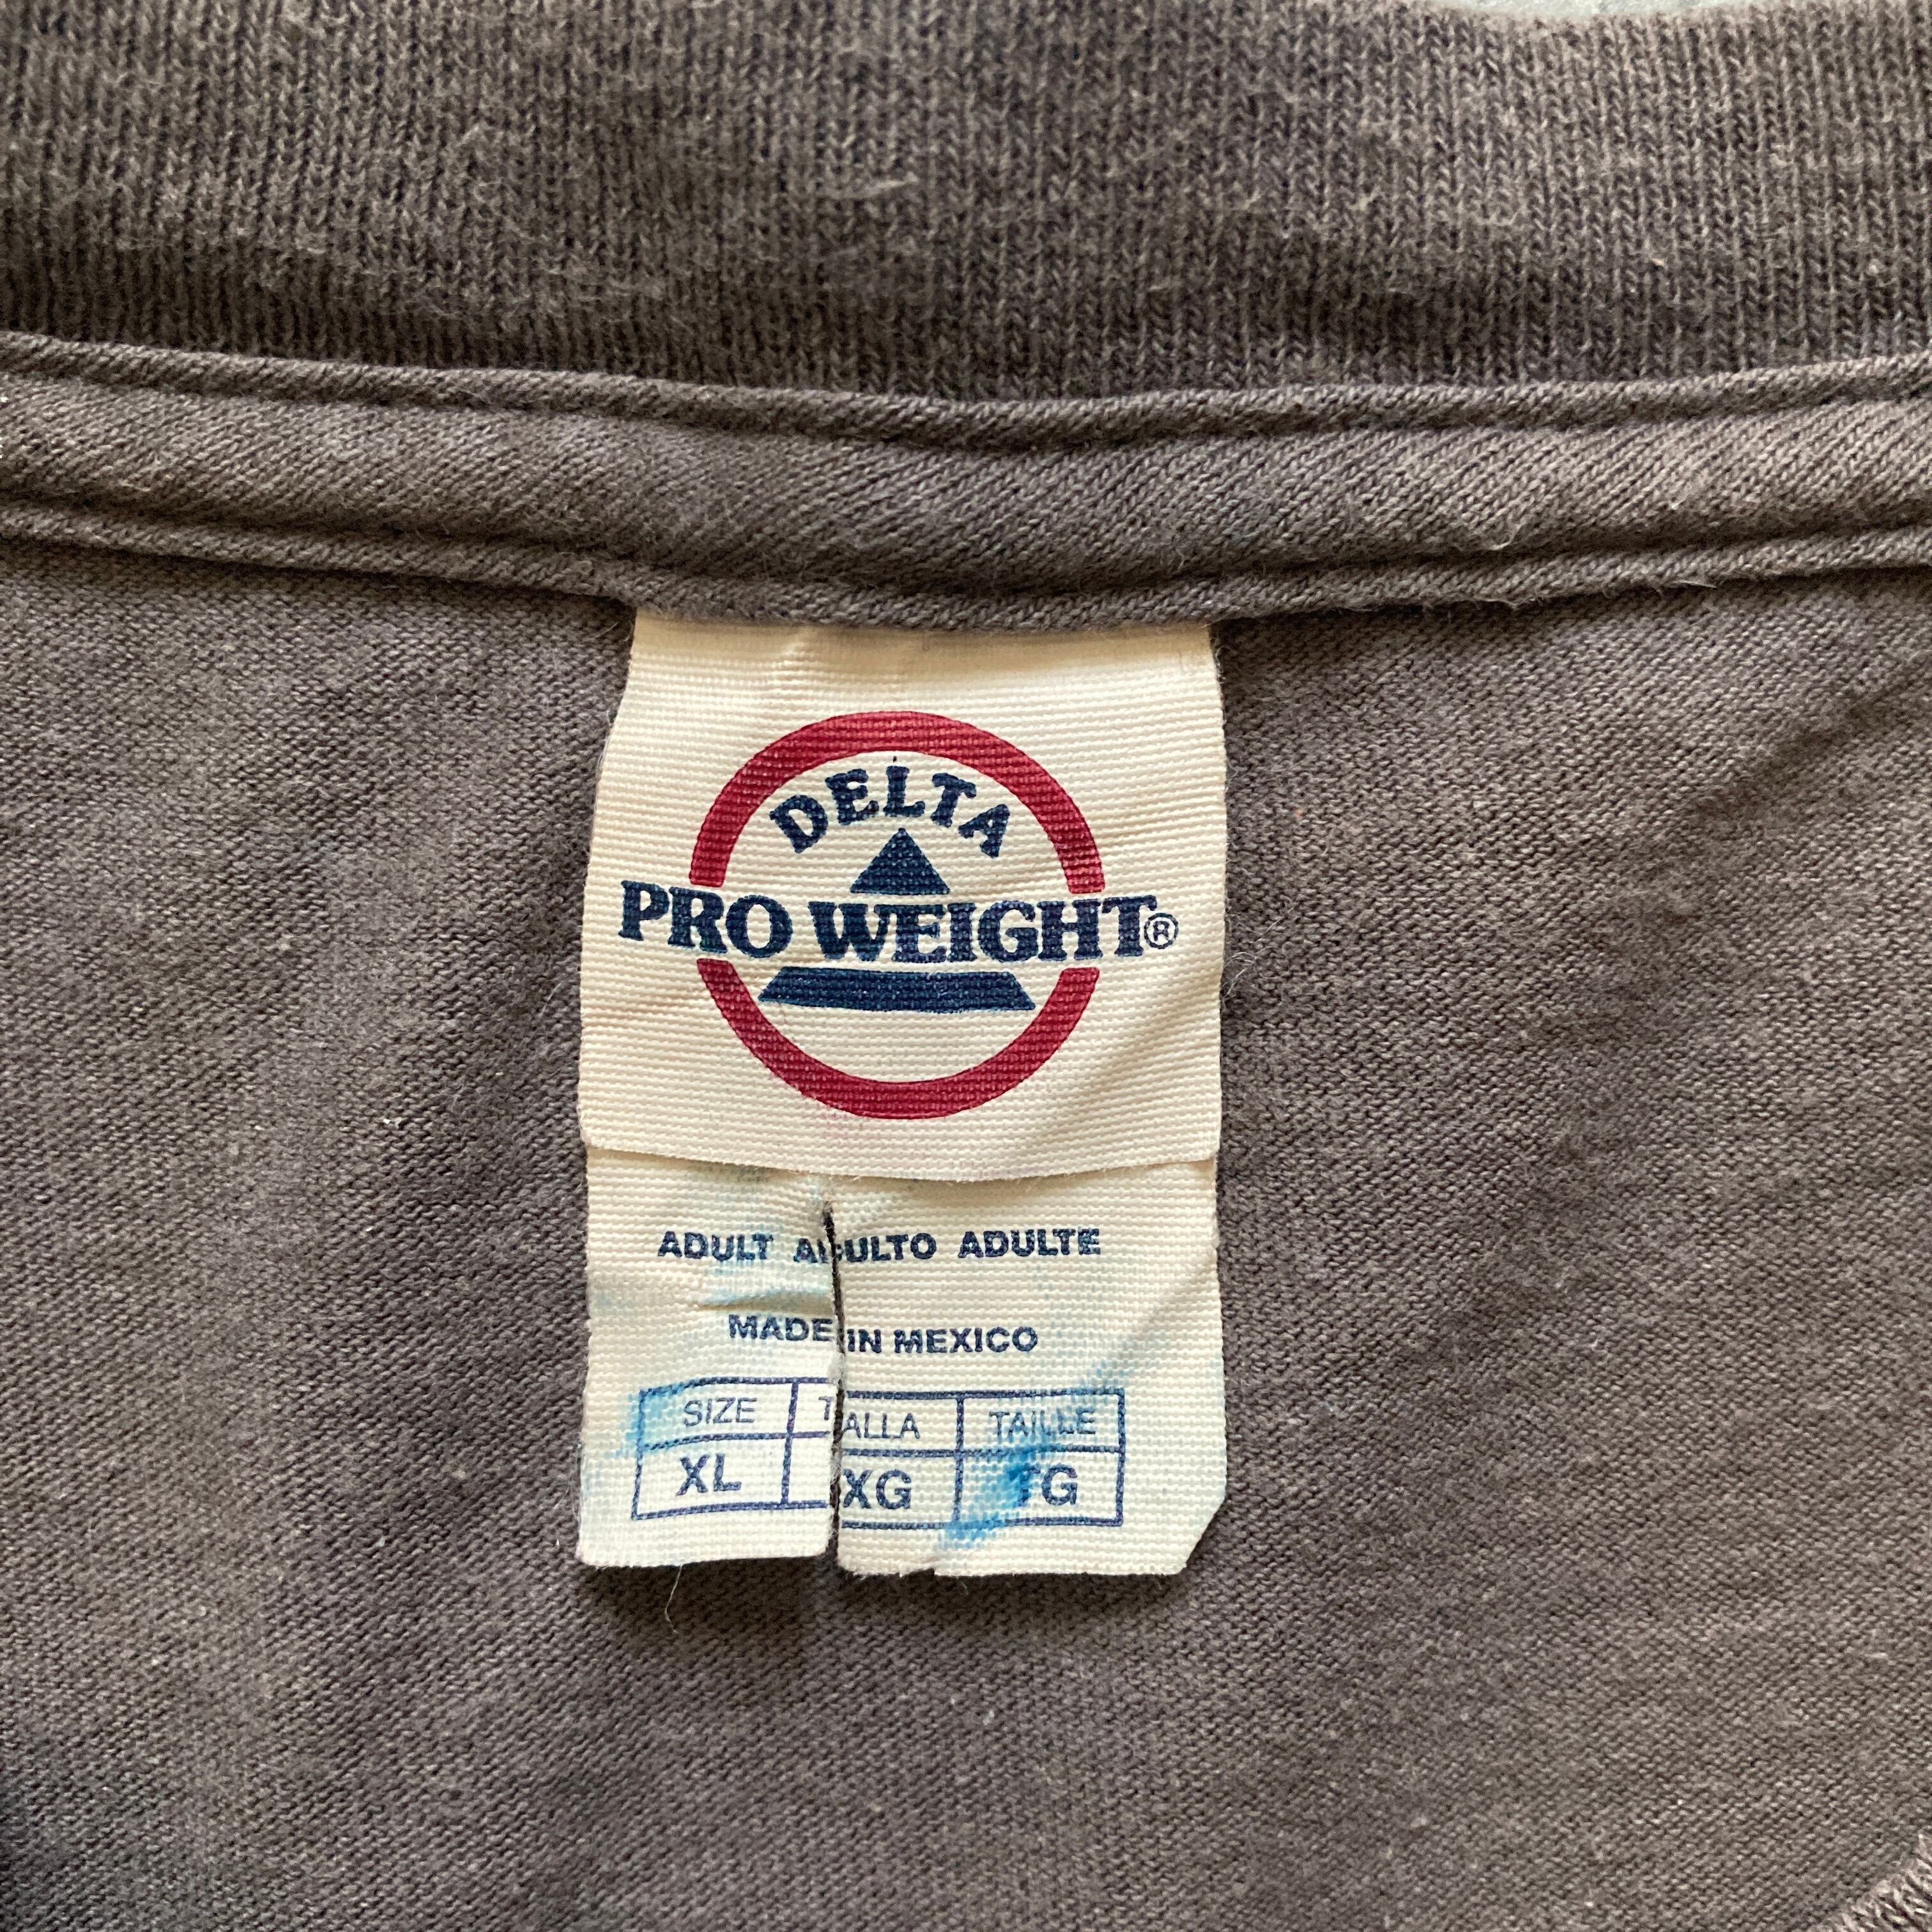 DELTA
PRO WEIGHT®
ADULT ADULTO ADULTE
MADE IN MEXICO
SIZE TALLA TAILLE
XL XG TG